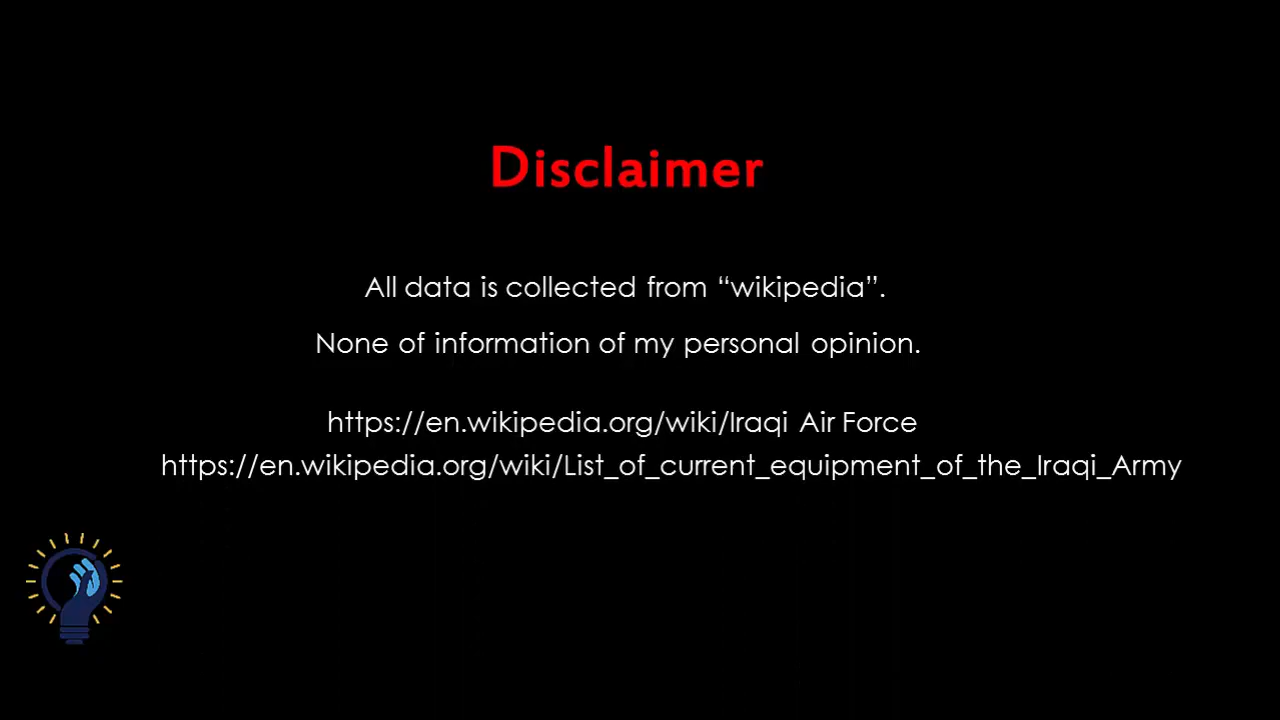 Disclaimer
All data is collected from “wikipedia”.
None of information of my personal opinion.
https://en.wikipedia.org/wiki/Iraqi Air Force
https://en.wikipedia.org/wiki/List_of_current_equipment_of_the_Iraqi_Army